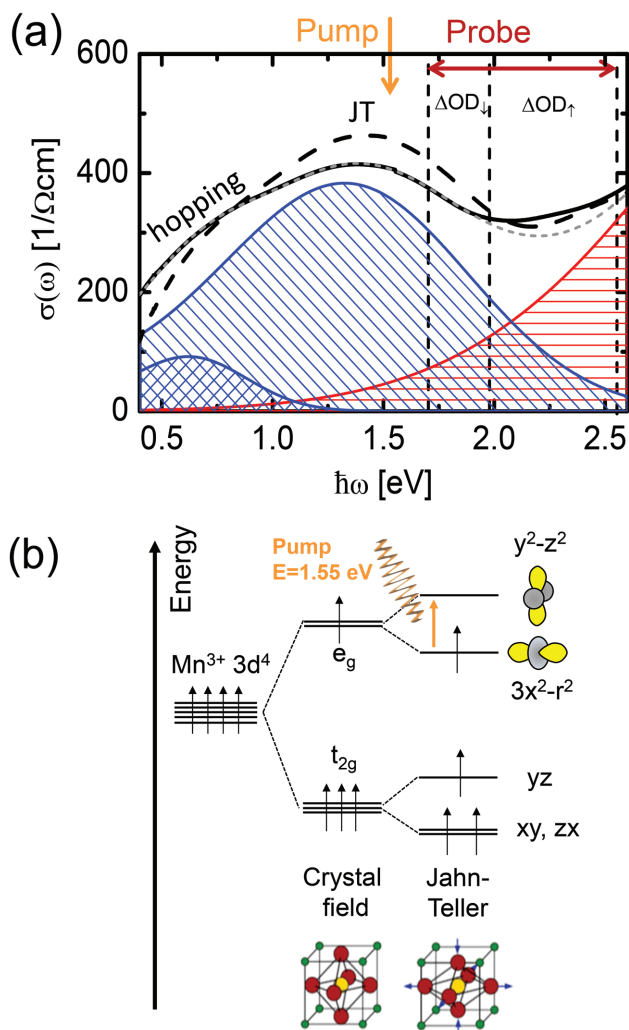 (a)
Pump
Probe
600
400
200
0
σ(ω) [1/Ωcm]
hopping
JT
ΔOD↓
ΔOD↑
0.5 1.0 1.5 2.0 2.5
ħω [eV]
(b)
Energy
Pump
E=1.55 eV
y²-z²
Mn³⁺ 3d⁴
e_g
3x²-r²
t_2g
yz
xy, zx
Crystal
field
Jahn-
Teller